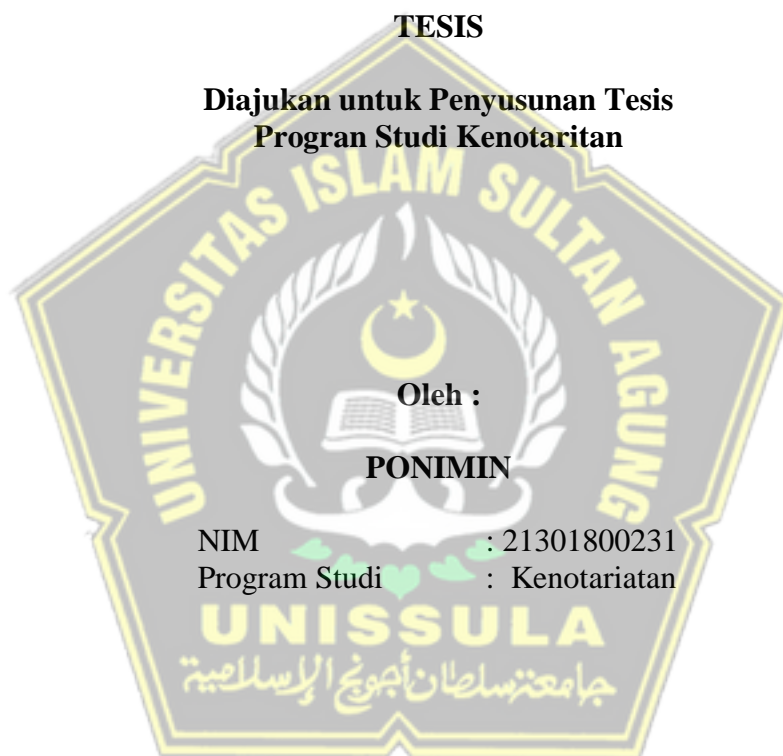 TESIS
Diajukan untuk Penyusunan Tesis
Progran Studi Kenotaritan
UNIVERSITAS ISLAM SULTAN AGUNG
Oleh :
PONIMIN
NIM : 21301800231
Program Studi : Kenotariatan
UNISSULA
جامعة سلطان أجونج الإسلامية